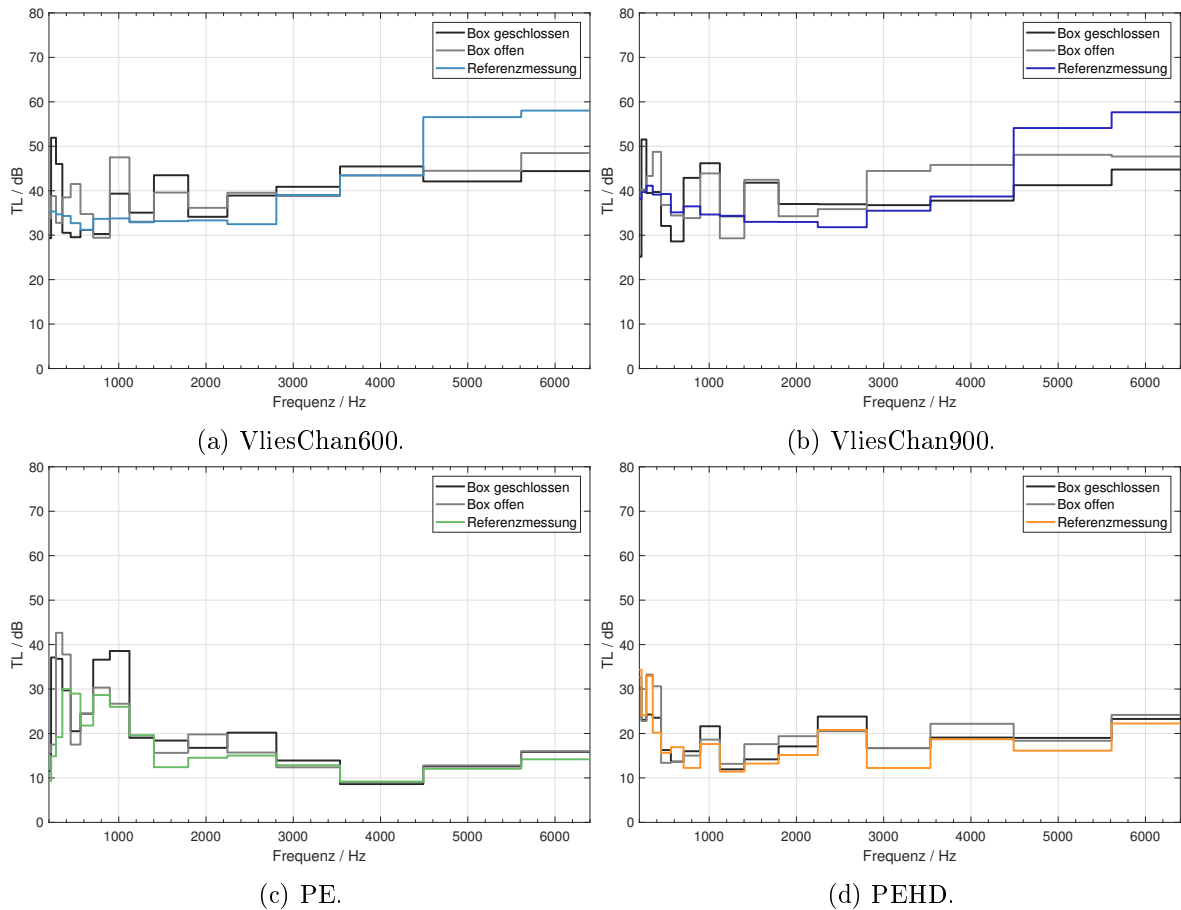 80
70
60
50
40
30
20
10
0
TL / dB
Box geschlossen
Box offen
Referenzmessung
1000 2000 3000 4000 5000 6000
Frequenz / Hz
(a) VliesChan600.
80
70
60
50
40
30
20
10
0
TL / dB
Box geschlossen
Box offen
Referenzmessung
1000 2000 3000 4000 5000 6000
Frequenz / Hz
(b) VliesChan900.
80
70
60
50
40
30
20
10
0
TL / dB
Box geschlossen
Box offen
Referenzmessung
1000 2000 3000 4000 5000 6000
Frequenz / Hz
(c) PE.
80
70
60
50
40
30
20
10
0
TL / dB
Box geschlossen
Box offen
Referenzmessung
1000 2000 3000 4000 5000 6000
Frequenz / Hz
(d) PEHD.